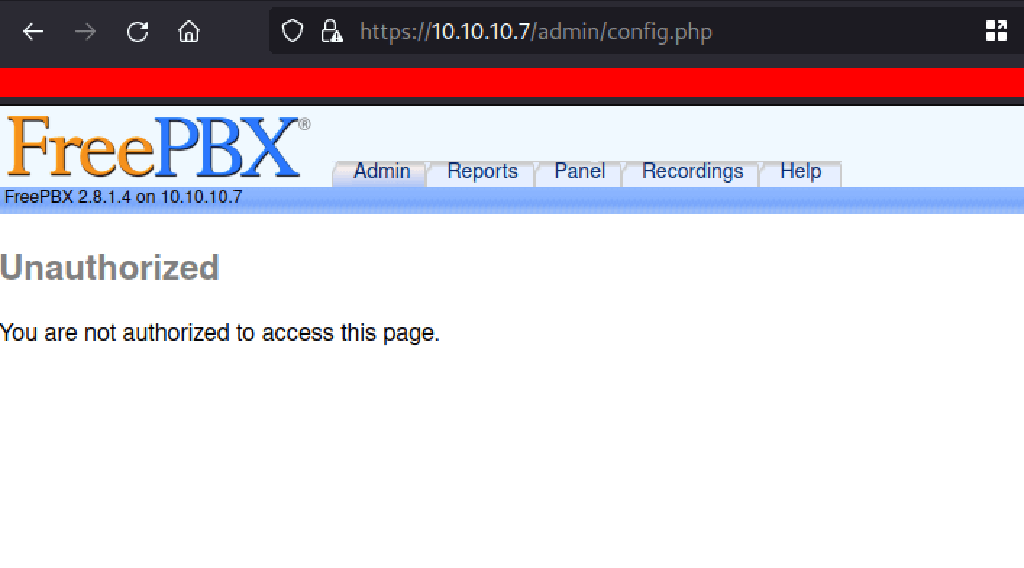 https://10.10.10.7/admin/config.php
FreePBX®
Admin Reports Panel Recordings Help
FreePBX 2.8.1.4 on 10.10.10.7
Unauthorized
You are not authorized to access this page.